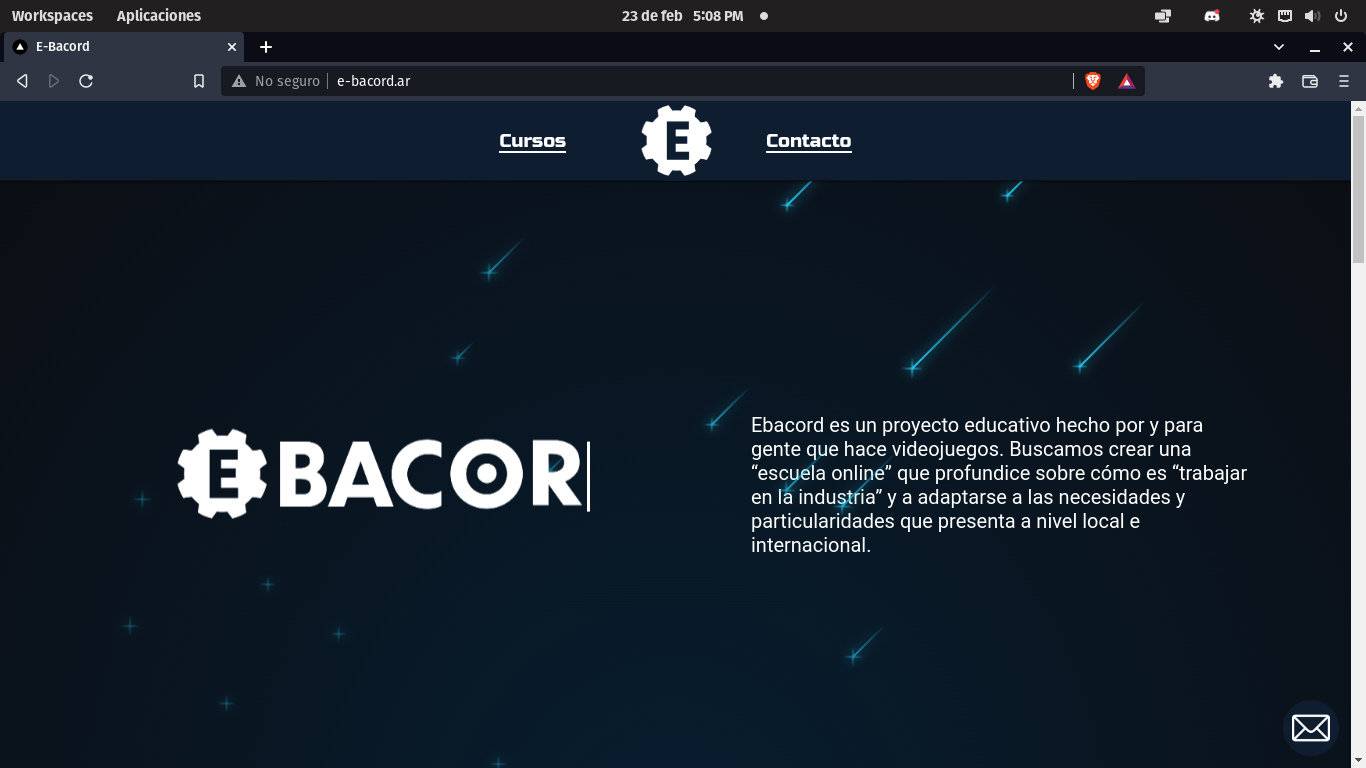 Workspaces Aplicaciones 23 de feb 5:08 PM
E-Bacord
No seguro e-bacord.ar
Cursos E Contacto
E BACOR
Ebacord es un proyecto educativo hecho por y para
gente que hace videojuegos. Buscamos crear una
“escuela online” que profundice sobre cómo es “trabajar
en la industria” y a adaptarse a las necesidades y
particularidades que presenta a nivel local e
internacional.